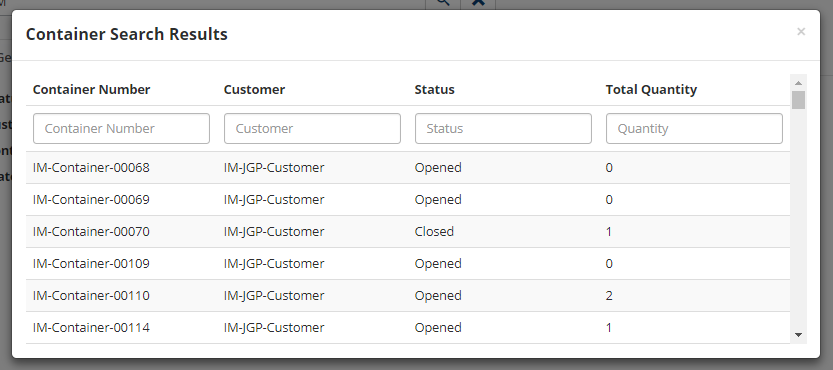 Container Search Results ×
Container Number Customer Status Total Quantity
Container Number Customer Status Quantity
IM-Container-00068 IM-JGP-Customer Opened 0
IM-Container-00069 IM-JGP-Customer Opened 0
IM-Container-00070 IM-JGP-Customer Closed 1
IM-Container-00109 IM-JGP-Customer Opened 0
IM-Container-00110 IM-JGP-Customer Opened 2
IM-Container-00114 IM-JGP-Customer Opened 1